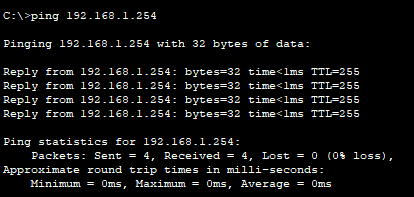 C:\>ping 192.168.1.254
Pinging 192.168.1.254 with 32 bytes of data:
Reply from 192.168.1.254: bytes=32 time<1ms TTL=255
Reply from 192.168.1.254: bytes=32 time<1ms TTL=255
Reply from 192.168.1.254: bytes=32 time<1ms TTL=255
Reply from 192.168.1.254: bytes=32 time<1ms TTL=255
Ping statistics for 192.168.1.254:
Packets: Sent = 4, Received = 4, Lost = 0 (0% loss),
Approximate round trip times in milli-seconds:
Minimum = 0ms, Maximum = 0ms, Average = 0ms